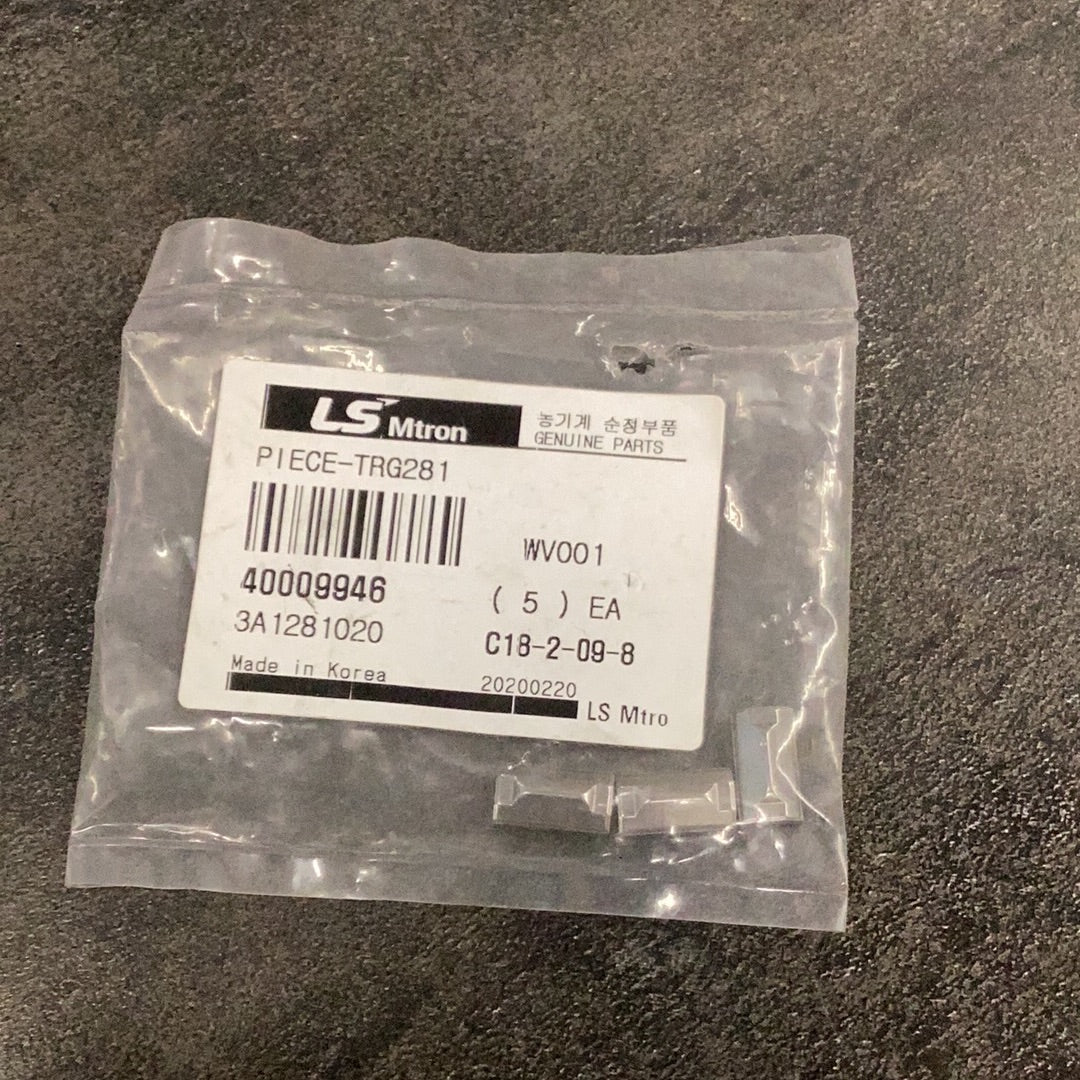 LS Mtron
농기계 순정부품
GENUINE PARTS
PIECE-TRG281
WV001
40009946
( 5 ) EA
3A1281020
C18-2-09-8
Made in Korea
20200220
LS Mtro